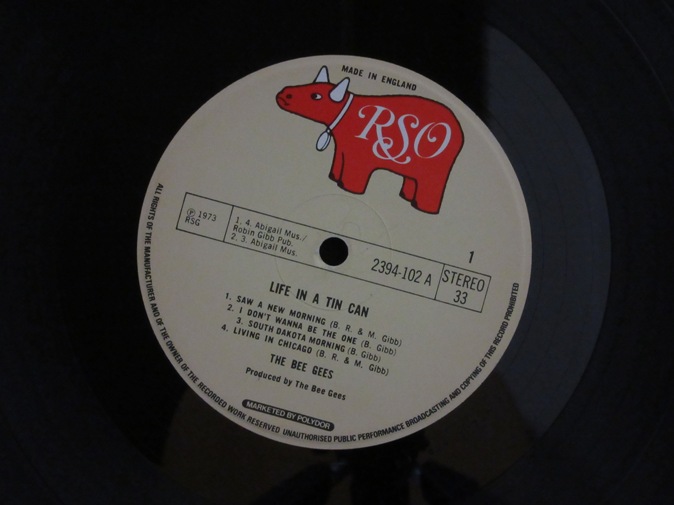 MADE IN ENGLAND
RSO
℗ 1973
RSG
1. 4. Abigail Mus./
Robin Gibb Pub.
2. 3. Abigail Mus.
2394-102 A
1
STEREO
33
LIFE IN A TIN CAN
1. SAW A NEW MORNING (B. R. & M. Gibb)
2. I DON'T WANNA BE THE ONE (B. Gibb)
3. SOUTH DAKOTA MORNING (B. Gibb)
4. LIVING IN CHICAGO (B. R. & M. Gibb)
THE BEE GEES
Produced by The Bee Gees
MARKETED BY POLYDOR
ALL RIGHTS OF THE MANUFACTURER AND OF THE OWNER OF THE RECORDED WORK RESERVED UNAUTHORISED PUBLIC PERFORMANCE BROADCASTING AND COPYING OF THIS RECORD PROHIBITED